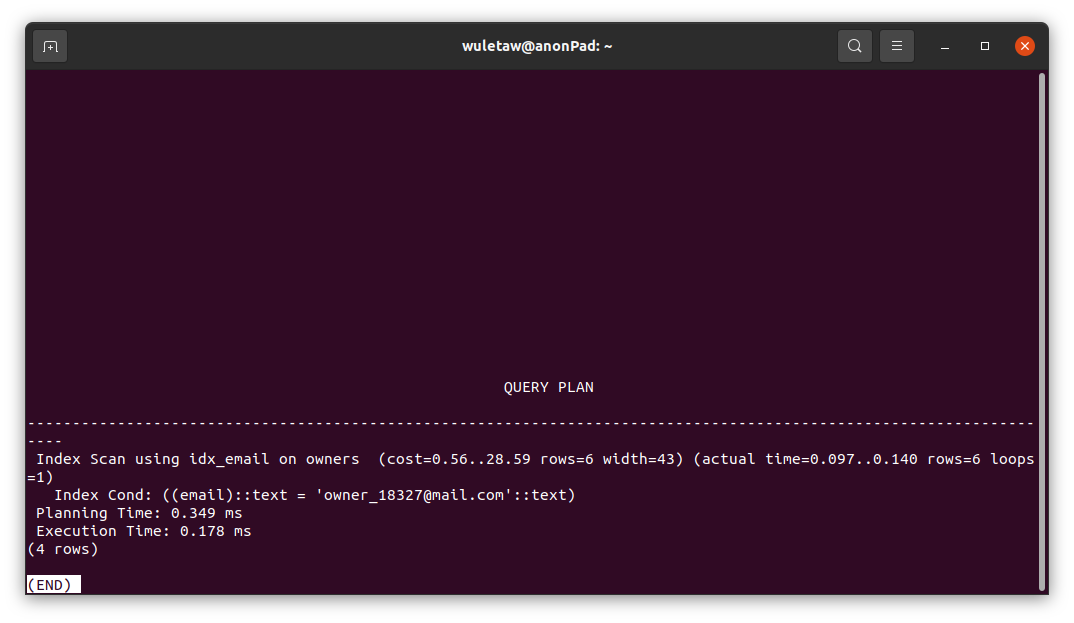 wuletaw@anonPad: ~
QUERY PLAN
----------------------------------------------------------------------------------------------------------------
----
Index Scan using idx_email on owners  (cost=0.56..28.59 rows=6 width=43) (actual time=0.097..0.140 rows=6 loops
=1)
Index Cond: ((email)::text = 'owner_18327@mail.com'::text)
Planning Time: 0.349 ms
Execution Time: 0.178 ms
(4 rows)
(END)